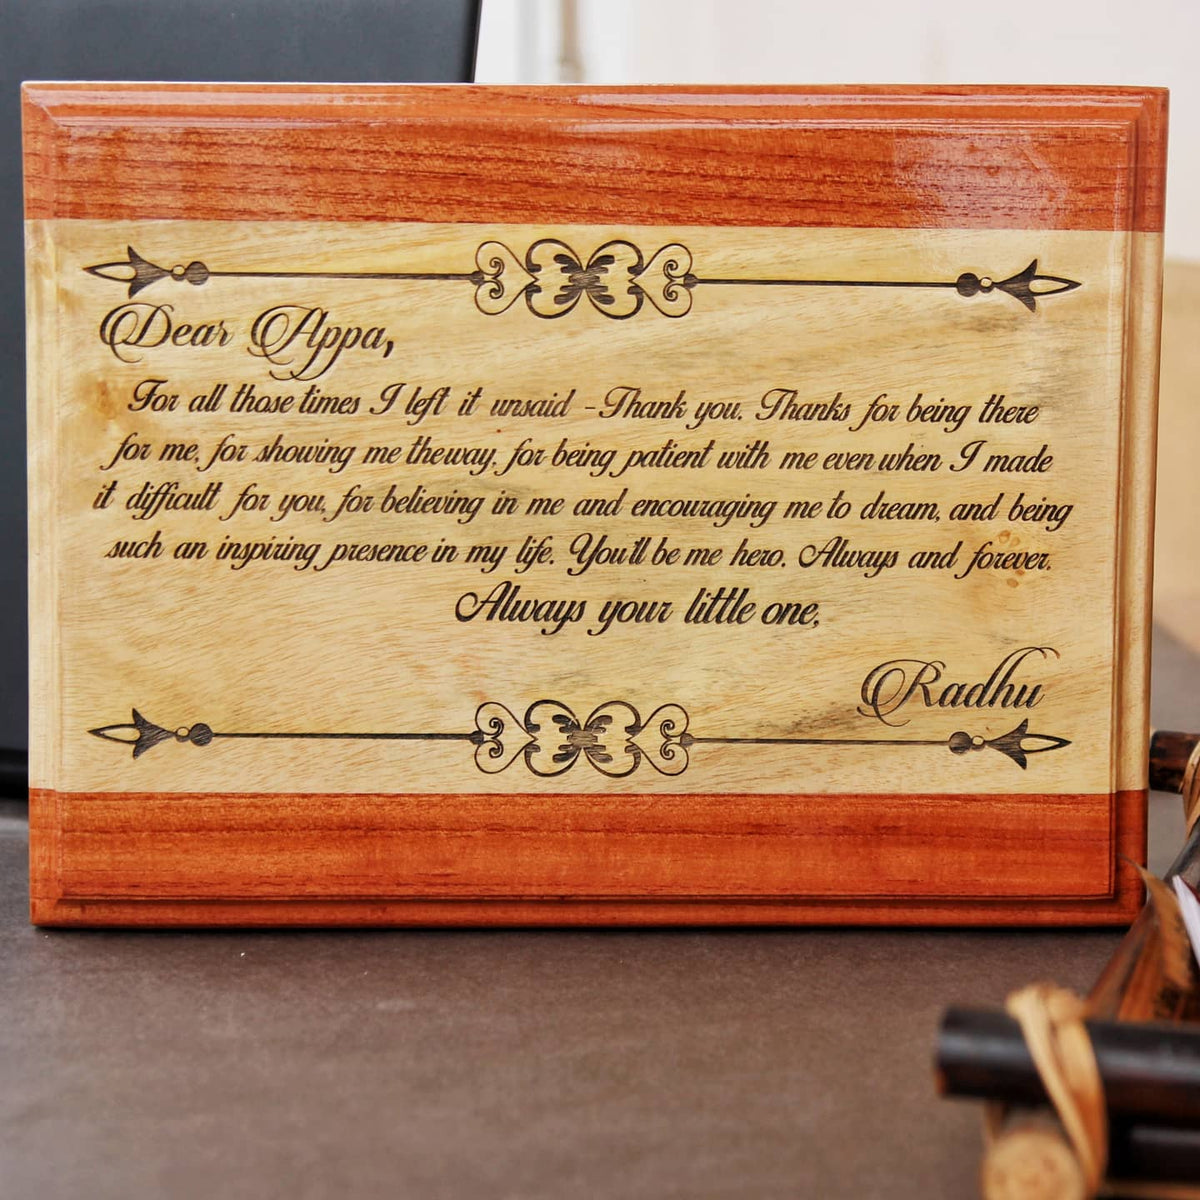 Dear Appa,
For all those times I left it unsaid - Thank you. Thanks for being there
for me, for showing me the way, for being patient with me even when I made
it difficult for you, for believing in me and encouraging me to dream, and being
such an inspiring presence in my life. You'll be me hero. Always and forever.
Always your little one,
Radhu